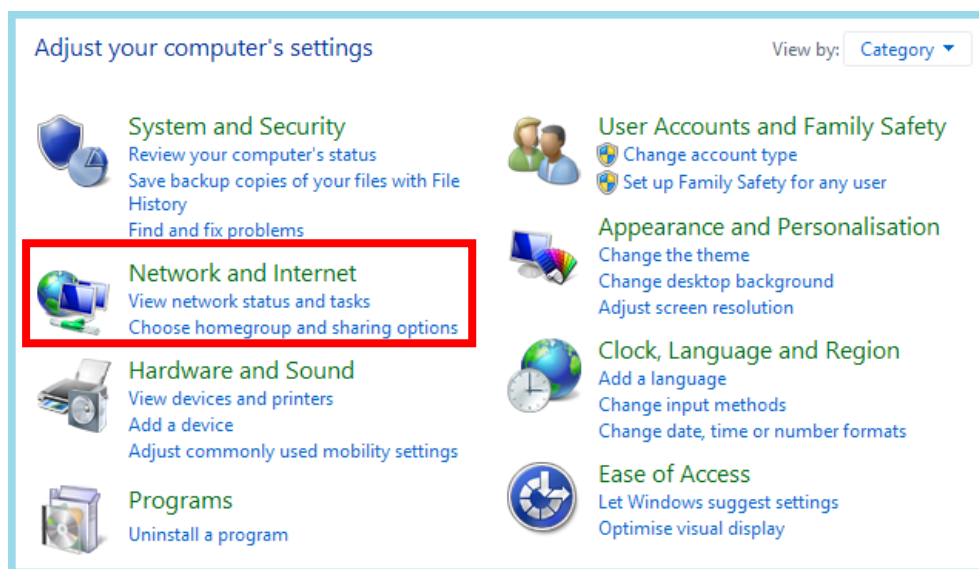 Adjust your computer's settings
View by: Category
System and Security
Review your computer's status
Save backup copies of your files with File
History
Find and fix problems
Network and Internet
View network status and tasks
Choose homegroup and sharing options
Hardware and Sound
View devices and printers
Add a device
Adjust commonly used mobility settings
Programs
Uninstall a program
User Accounts and Family Safety
Change account type
Set up Family Safety for any user
Appearance and Personalisation
Change the theme
Change desktop background
Adjust screen resolution
Clock, Language and Region
Add a language
Change input methods
Change date, time or number formats
Ease of Access
Let Windows suggest settings
Optimise visual display